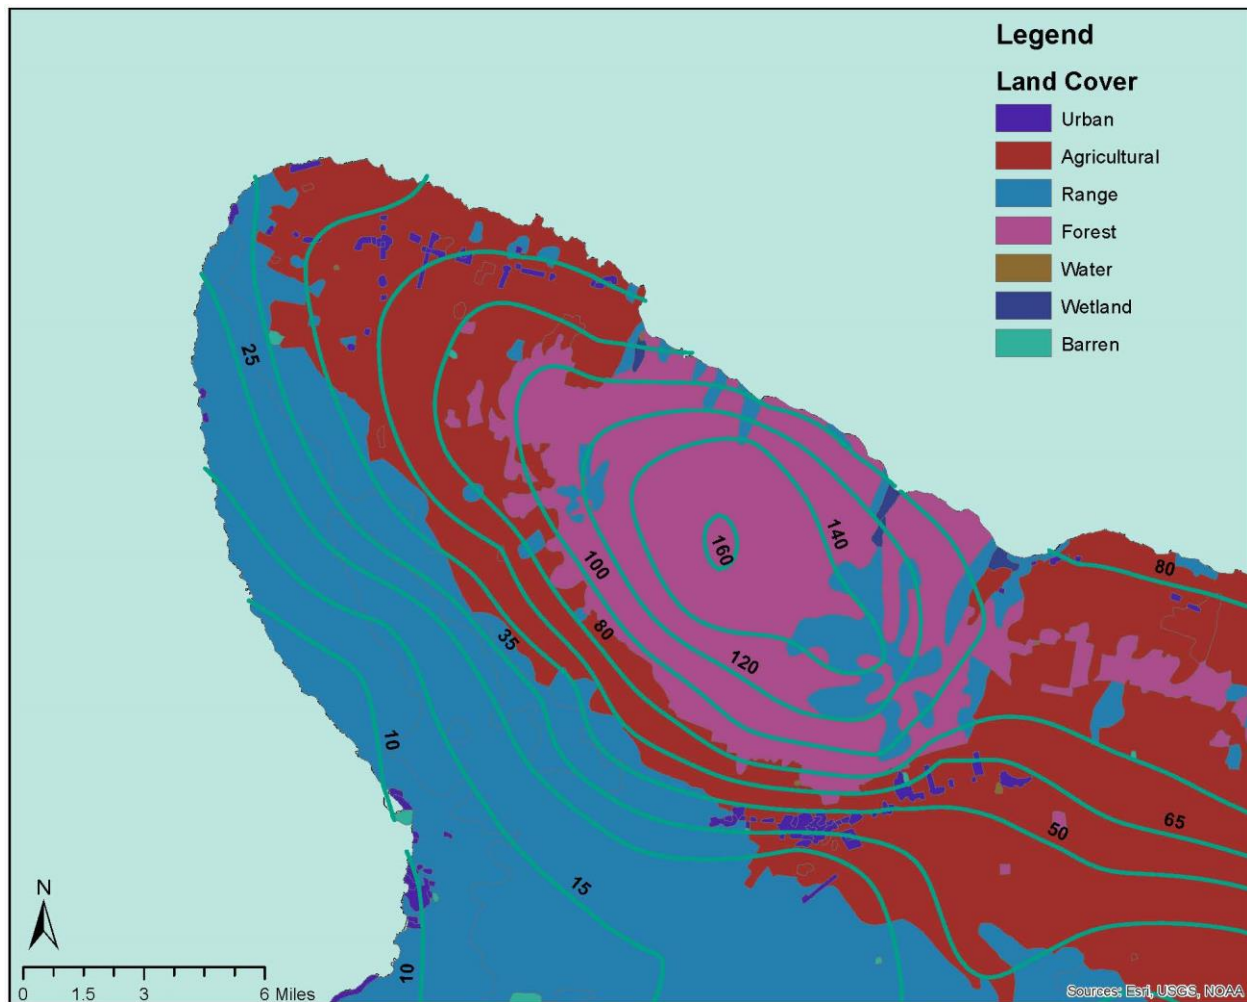 Legend
Land Cover
Urban
Agricultural
Range
Forest
Water
Wetland
Barren
25
160
140
100
80
80
35
120
10
65
50
15
10
N
0 1.5 3 6 Miles
Sources: Esri, USGS, NOAA